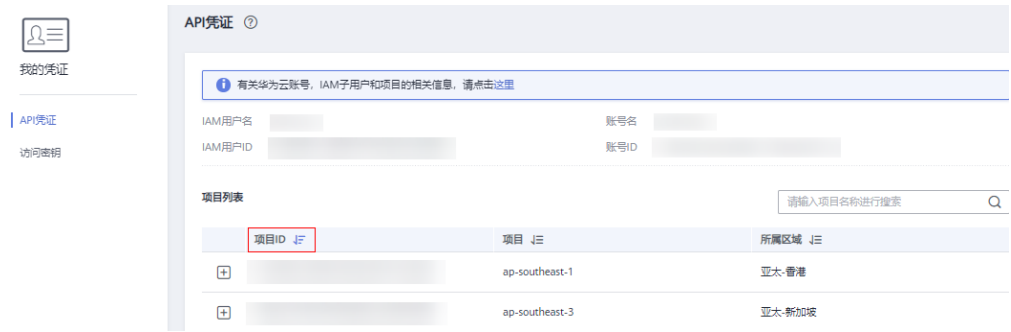 我的凭证
API凭证
访问密钥
API凭证
有关华为云账号，IAM子用户和项目的相关信息，请点击这里
IAM用户名
账号名
IAM用户ID
账号ID
项目列表
请输入项目名称进行搜索
项目ID 项目 所属区域
ap-southeast-1 亚太-香港
ap-southeast-3 亚太-新加坡